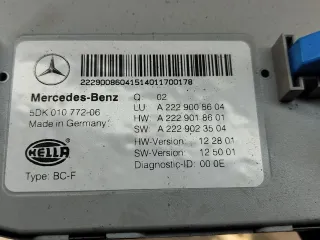 22290086041514011700178
Mercedes-Benz Q 02
5DK 010 772-06 LU A 222 900 86 04
Made in Germany: HW A 222 901 86 01
SW A 222 902 35 04
HELLA HW-Version: 12 28 01
SW-Version: 12 50 01
Type: BC-F Diagnostic-ID: 00 0E